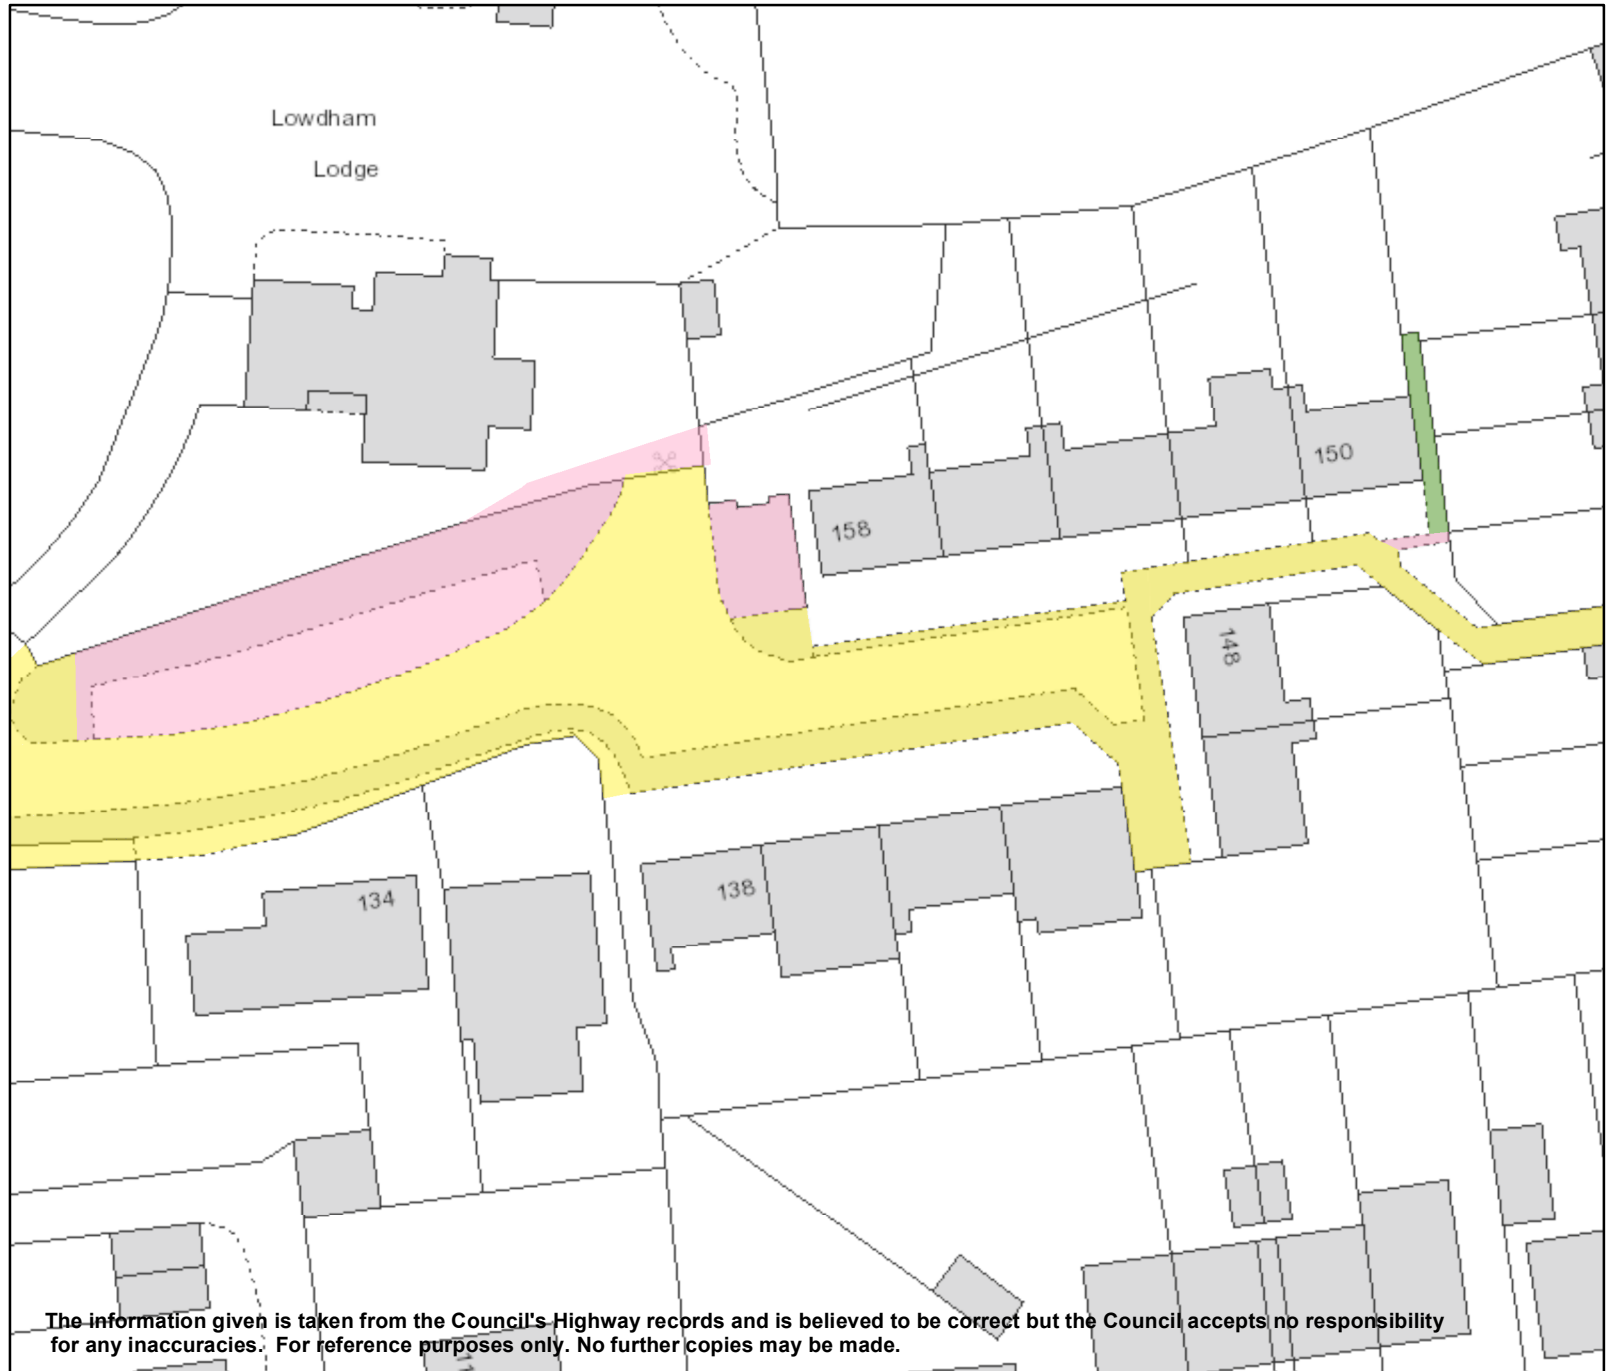 Lowdham
Lodge
150
158
148
138
134
The information given is taken from the Council's Highway records and is believed to be correct but the Council accepts no responsibility
for any inaccuracies. For reference purposes only. No further copies may be made.